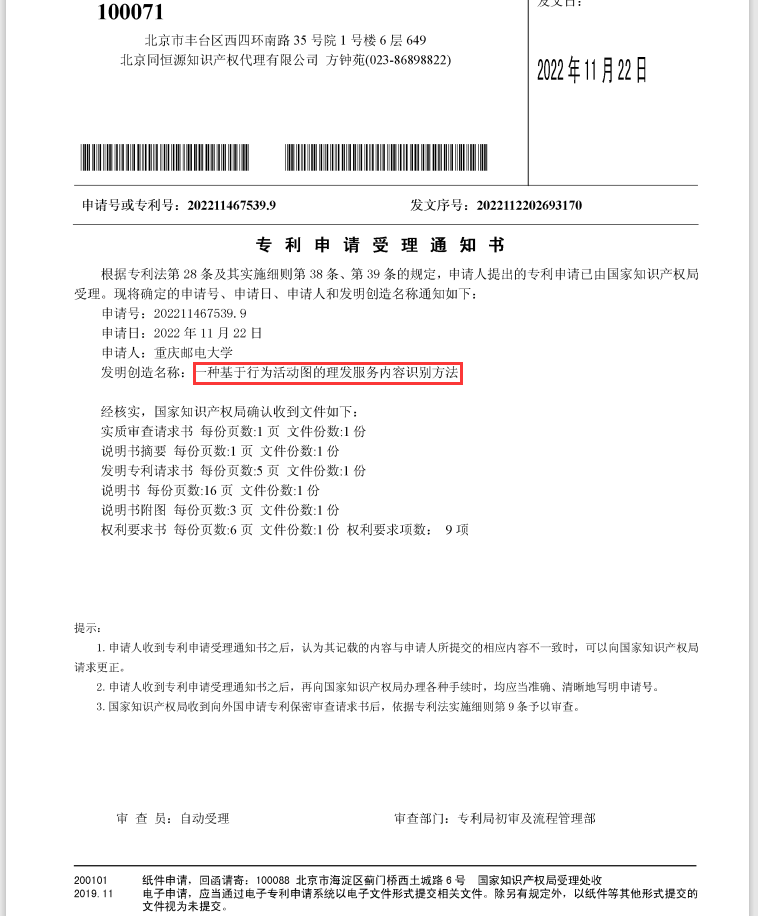 100071
发文日：
北京市丰台区西四环南路 35 号院 1 号楼 6 层 649
北京同恒源知识产权代理有限公司 方钟苑(023-86898822)
2022 年 11 月 22 日
申请号或专利号：202211467539.9
发文序号：2022112202693170
专 利 申 请 受 理 通 知 书
根据专利法第 28 条及其实施细则第 38 条、第 39 条的规定，申请人提出的专利申请已由国家知识产权局
受理。现将确定的申请号、申请日、申请人和发明创造名称通知如下：
申请号：202211467539.9
申请日：2022 年 11 月 22 日
申请人：重庆邮电大学
发明创造名称：一种基于行为活动图的理发服务内容识别方法
经核实，国家知识产权局确认收到文件如下：
实质审查请求书 每份页数:1 页 文件份数:1 份
说明书摘要 每份页数:1 页 文件份数:1 份
发明专利请求书 每份页数:5 页 文件份数:1 份
说明书 每份页数:16 页 文件份数:1 份
说明书附图 每份页数:3 页 文件份数:1 份
权利要求书 每份页数:6 页 文件份数:1 份 权利要求项数： 9 项
提示：
1. 申请人收到专利申请受理通知书之后，认为其记载的内容与申请人所提交的相应内容不一致时，可以向国家知识产权局
请求更正。
2. 申请人收到专利申请受理通知书之后，再向国家知识产权局办理各种手续时，均应当准确、清晰地写明申请号。
3. 国家知识产权局收到向外国申请专利保密审查请求书后，依据专利法实施细则第 9 条予以审查。
审 查 员：自动受理
审查部门：专利局初审及流程管理部
200101 纸件申请，回函请寄：100088 北京市海淀区蓟门桥西土城路 6 号 国家知识产权局受理处收
2019.11 电子申请，应当通过电子专利申请系统以电子文件形式提交相关文件。除另有规定外，以纸件等其他形式提交的
文件视为未提交。